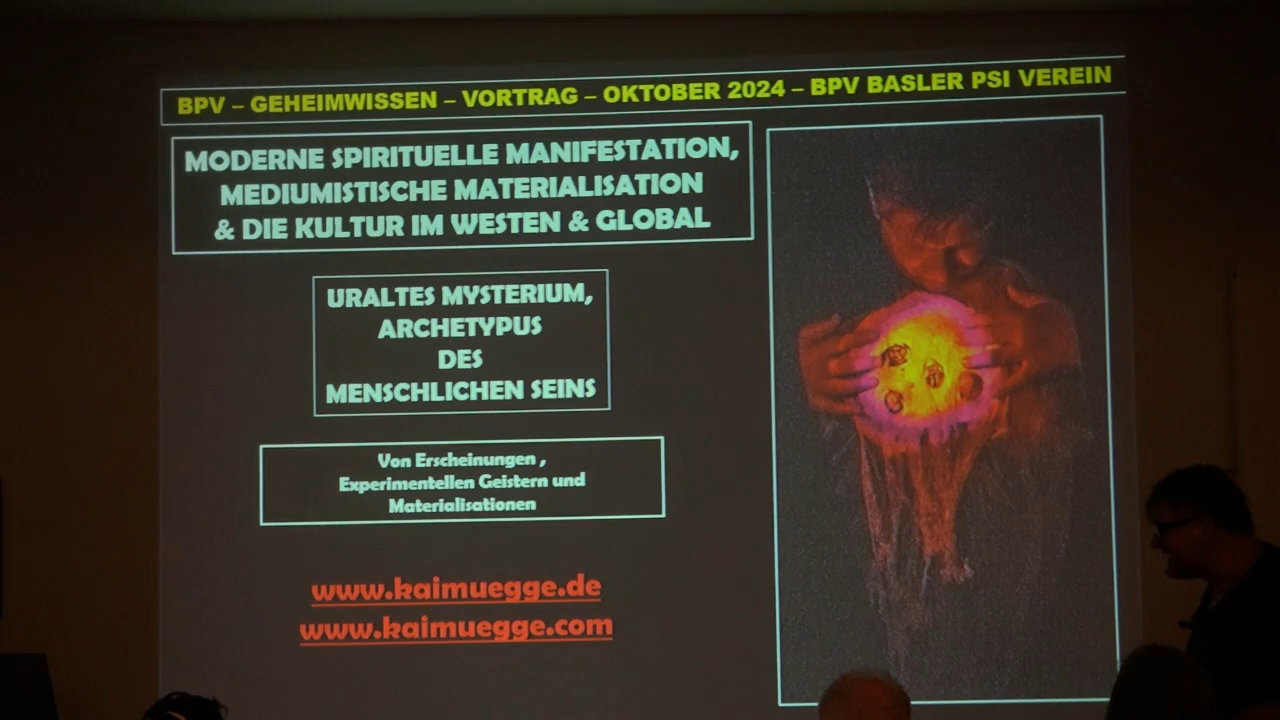 BPV – GEHEIMWISSEN – VORTRAG – OKTOBER 2024 – BPV BASLER PSI VEREIN
MODERNE SPIRITUELLE MANIFESTATION,
MEDIUMISTISCHE MATERIALISATION
& DIE KULTUR IM WESTEN & GLOBAL
URALTES MYSTERIUM,
ARCHETYPUS
DES
MENSCHLICHEN SEINS
Von Erscheinungen ,
Experimentellen Geistern und
Materialisationen
www.kaimuegge.de
www.kaimuegge.com